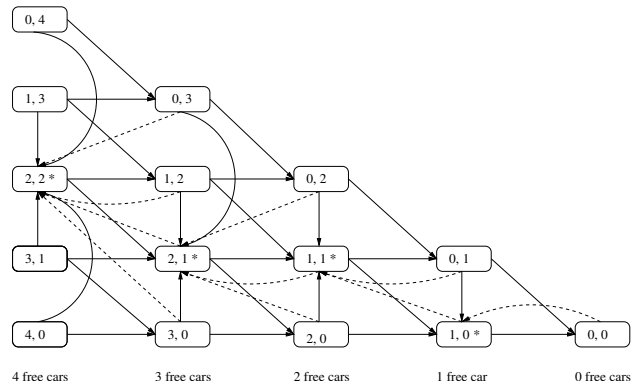 0, 4
1, 3
0, 3
2, 2 *
1, 2
0, 2
3, 1
2, 1 *
1, 1 *
0, 1
4, 0
3, 0
2, 0
1, 0 *
0, 0
4 free cars
3 free cars
2 free cars
1 free car
0 free cars